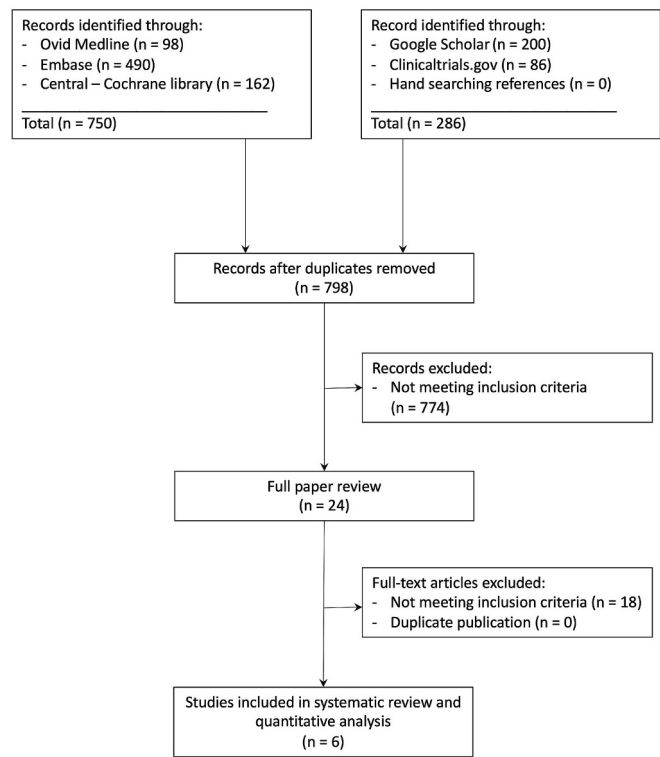 Records identified through:
- Ovid Medline (n = 98)
- Embase (n = 490)
- Central – Cochrane library (n = 162)
Total (n = 750)
Record identified through:
- Google Scholar (n = 200)
- Clinicaltrials.gov (n = 86)
- Hand searching references (n = 0)
Total (n = 286)
Records after duplicates removed
(n = 798)
Records excluded:
- Not meeting inclusion criteria
(n = 774)
Full paper review
(n = 24)
Full-text articles excluded:
- Not meeting inclusion criteria (n = 18)
- Duplicate publication (n = 0)
Studies included in systematic review and
quantitative analysis
(n = 6)